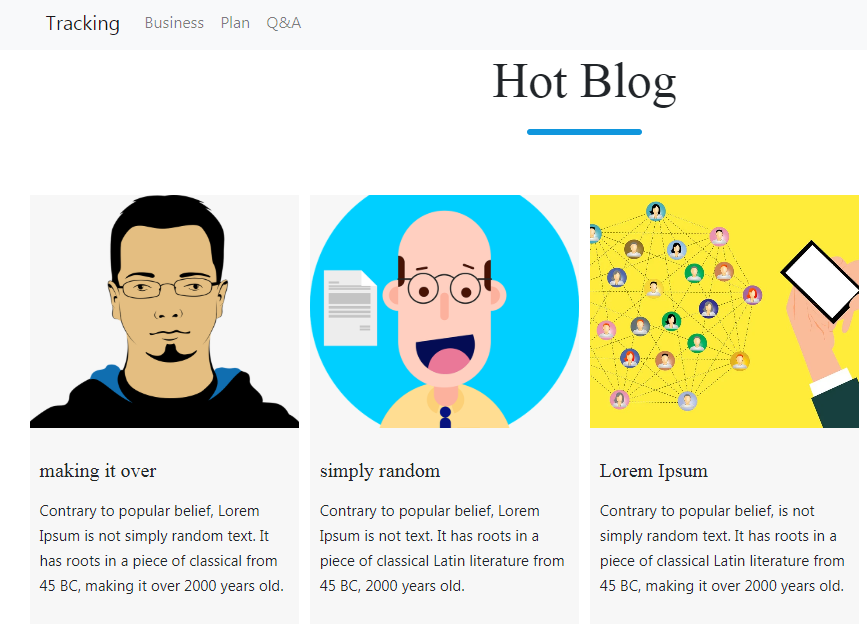 Tracking Business Plan Q&A
Hot Blog
making it over
Contrary to popular belief, Lorem
Ipsum is not simply random text. It
has roots in a piece of classical from
45 BC, making it over 2000 years old.
simply random
Contrary to popular belief, Lorem
Ipsum is not text. It has roots in a
piece of classical Latin literature from
45 BC, 2000 years old.
Lorem Ipsum
Contrary to popular belief, is not
simply random text. It has roots in a
piece of classical Latin literature from
45 BC, making it over 2000 years old.